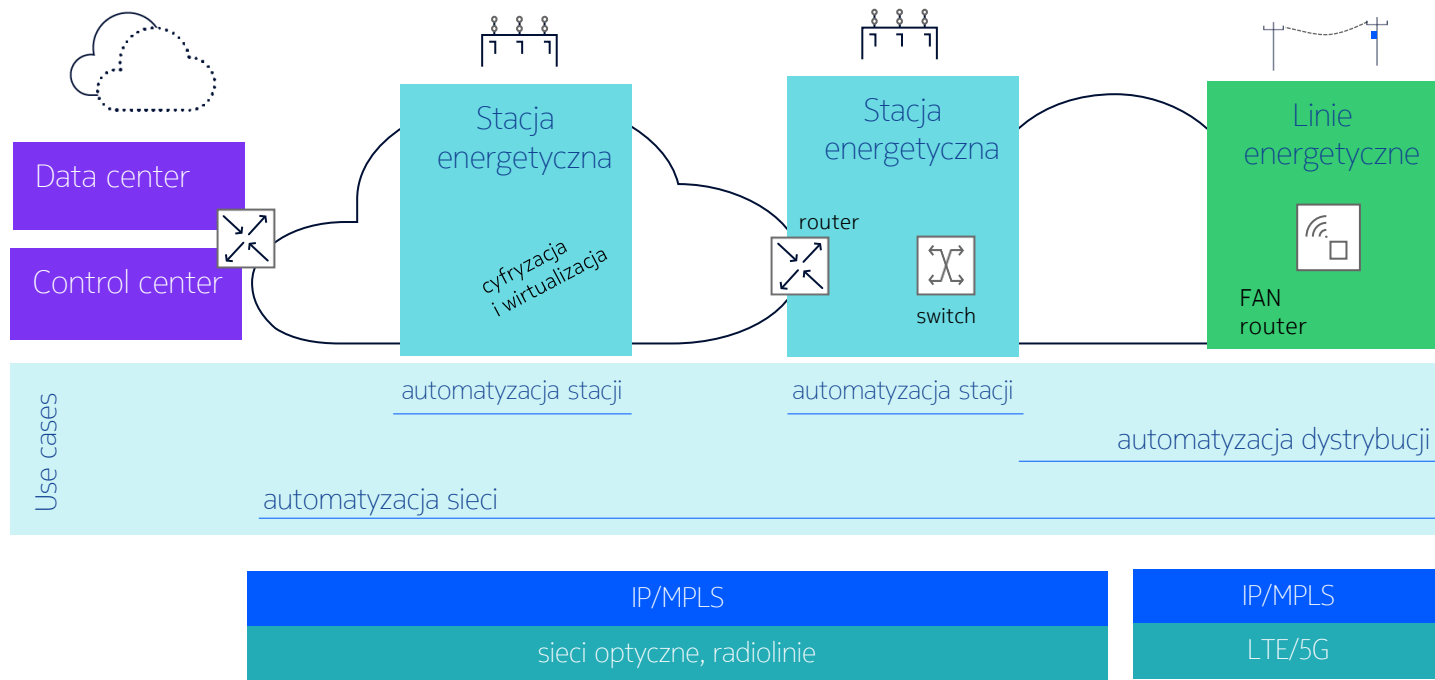 Stacja
energetyczna
Stacja
energetyczna
Linie
energetyczne
Data center
Control center
cyfryzacja
i wirtualizacja
router
switch
FAN
router
Use cases
automatyzacja stacji
automatyzacja stacji
automatyzacja dystrybucji
automatyzacja sieci
IP/MPLS
IP/MPLS
sieci optyczne, radiolinie
LTE/5G